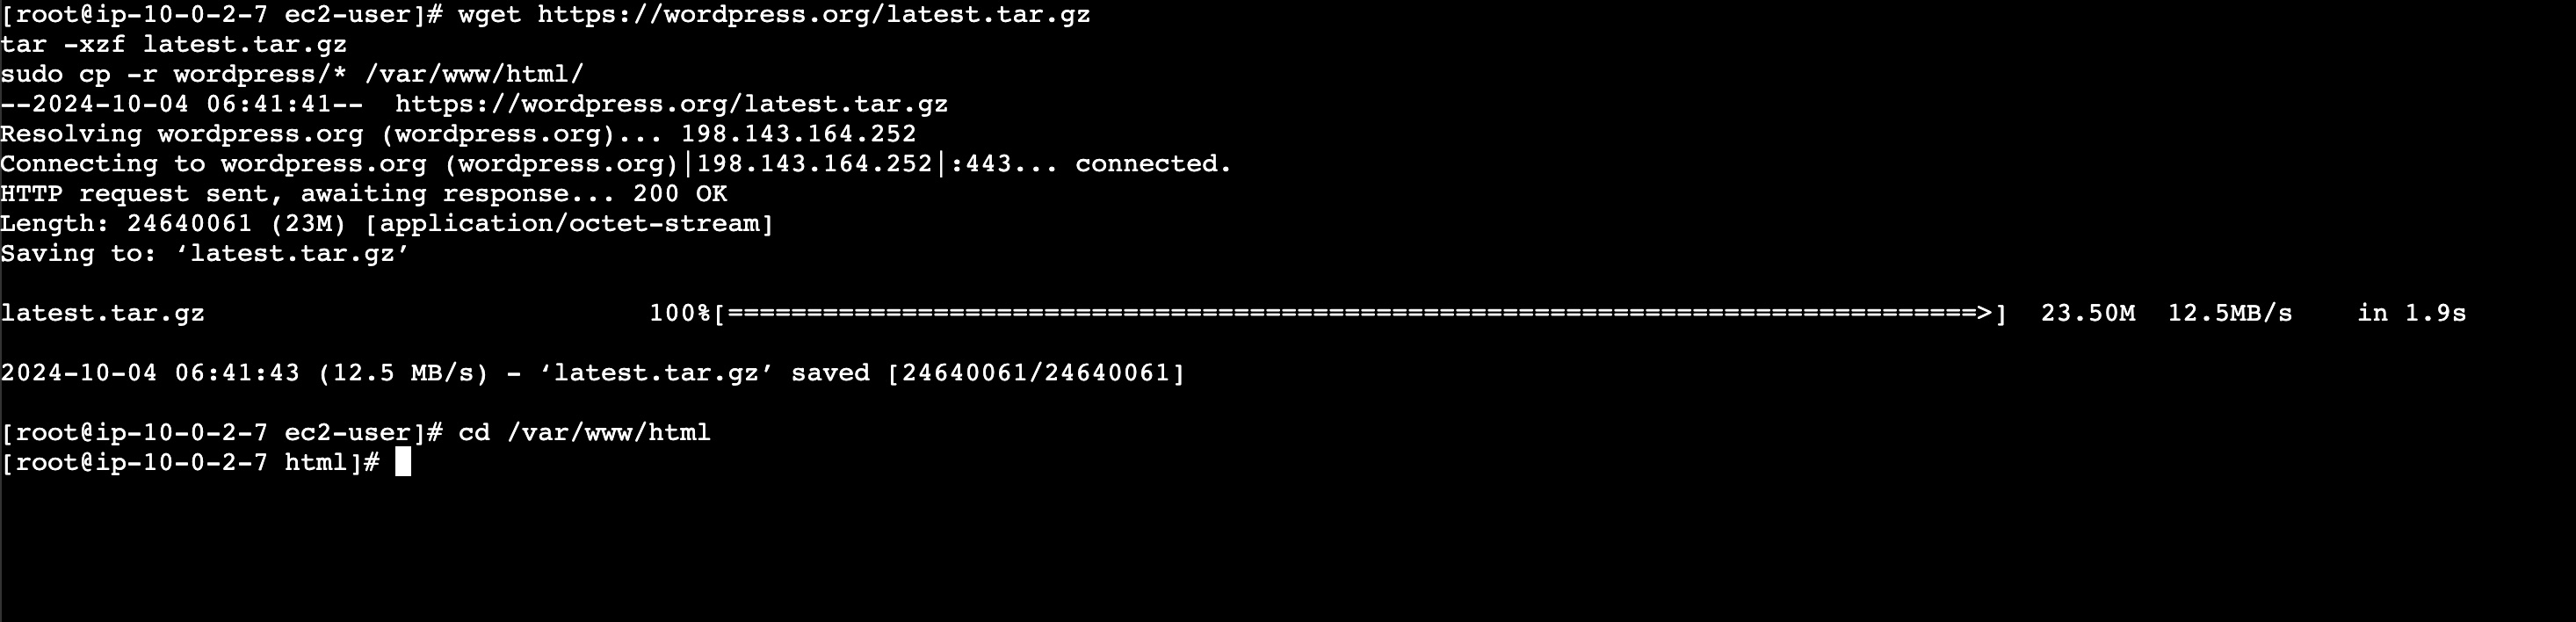 [root@ip-10-0-2-7 ec2-user]# wget https://wordpress.org/latest.tar.gz
tar -xzf latest.tar.gz
sudo cp -r wordpress/* /var/www/html/
--2024-10-04 06:41:41--  https://wordpress.org/latest.tar.gz
Resolving wordpress.org (wordpress.org)... 198.143.164.252
Connecting to wordpress.org (wordpress.org)|198.143.164.252|:443... connected.
HTTP request sent, awaiting response... 200 OK
Length: 24640061 (23M) [application/octet-stream]
Saving to: ‘latest.tar.gz’
latest.tar.gz                            100%[===============================================================================>]  23.50M  12.5MB/s    in 1.9s
2024-10-04 06:41:43 (12.5 MB/s) - ‘latest.tar.gz’ saved [24640061/24640061]
[root@ip-10-0-2-7 ec2-user]# cd /var/www/html
[root@ip-10-0-2-7 html]#